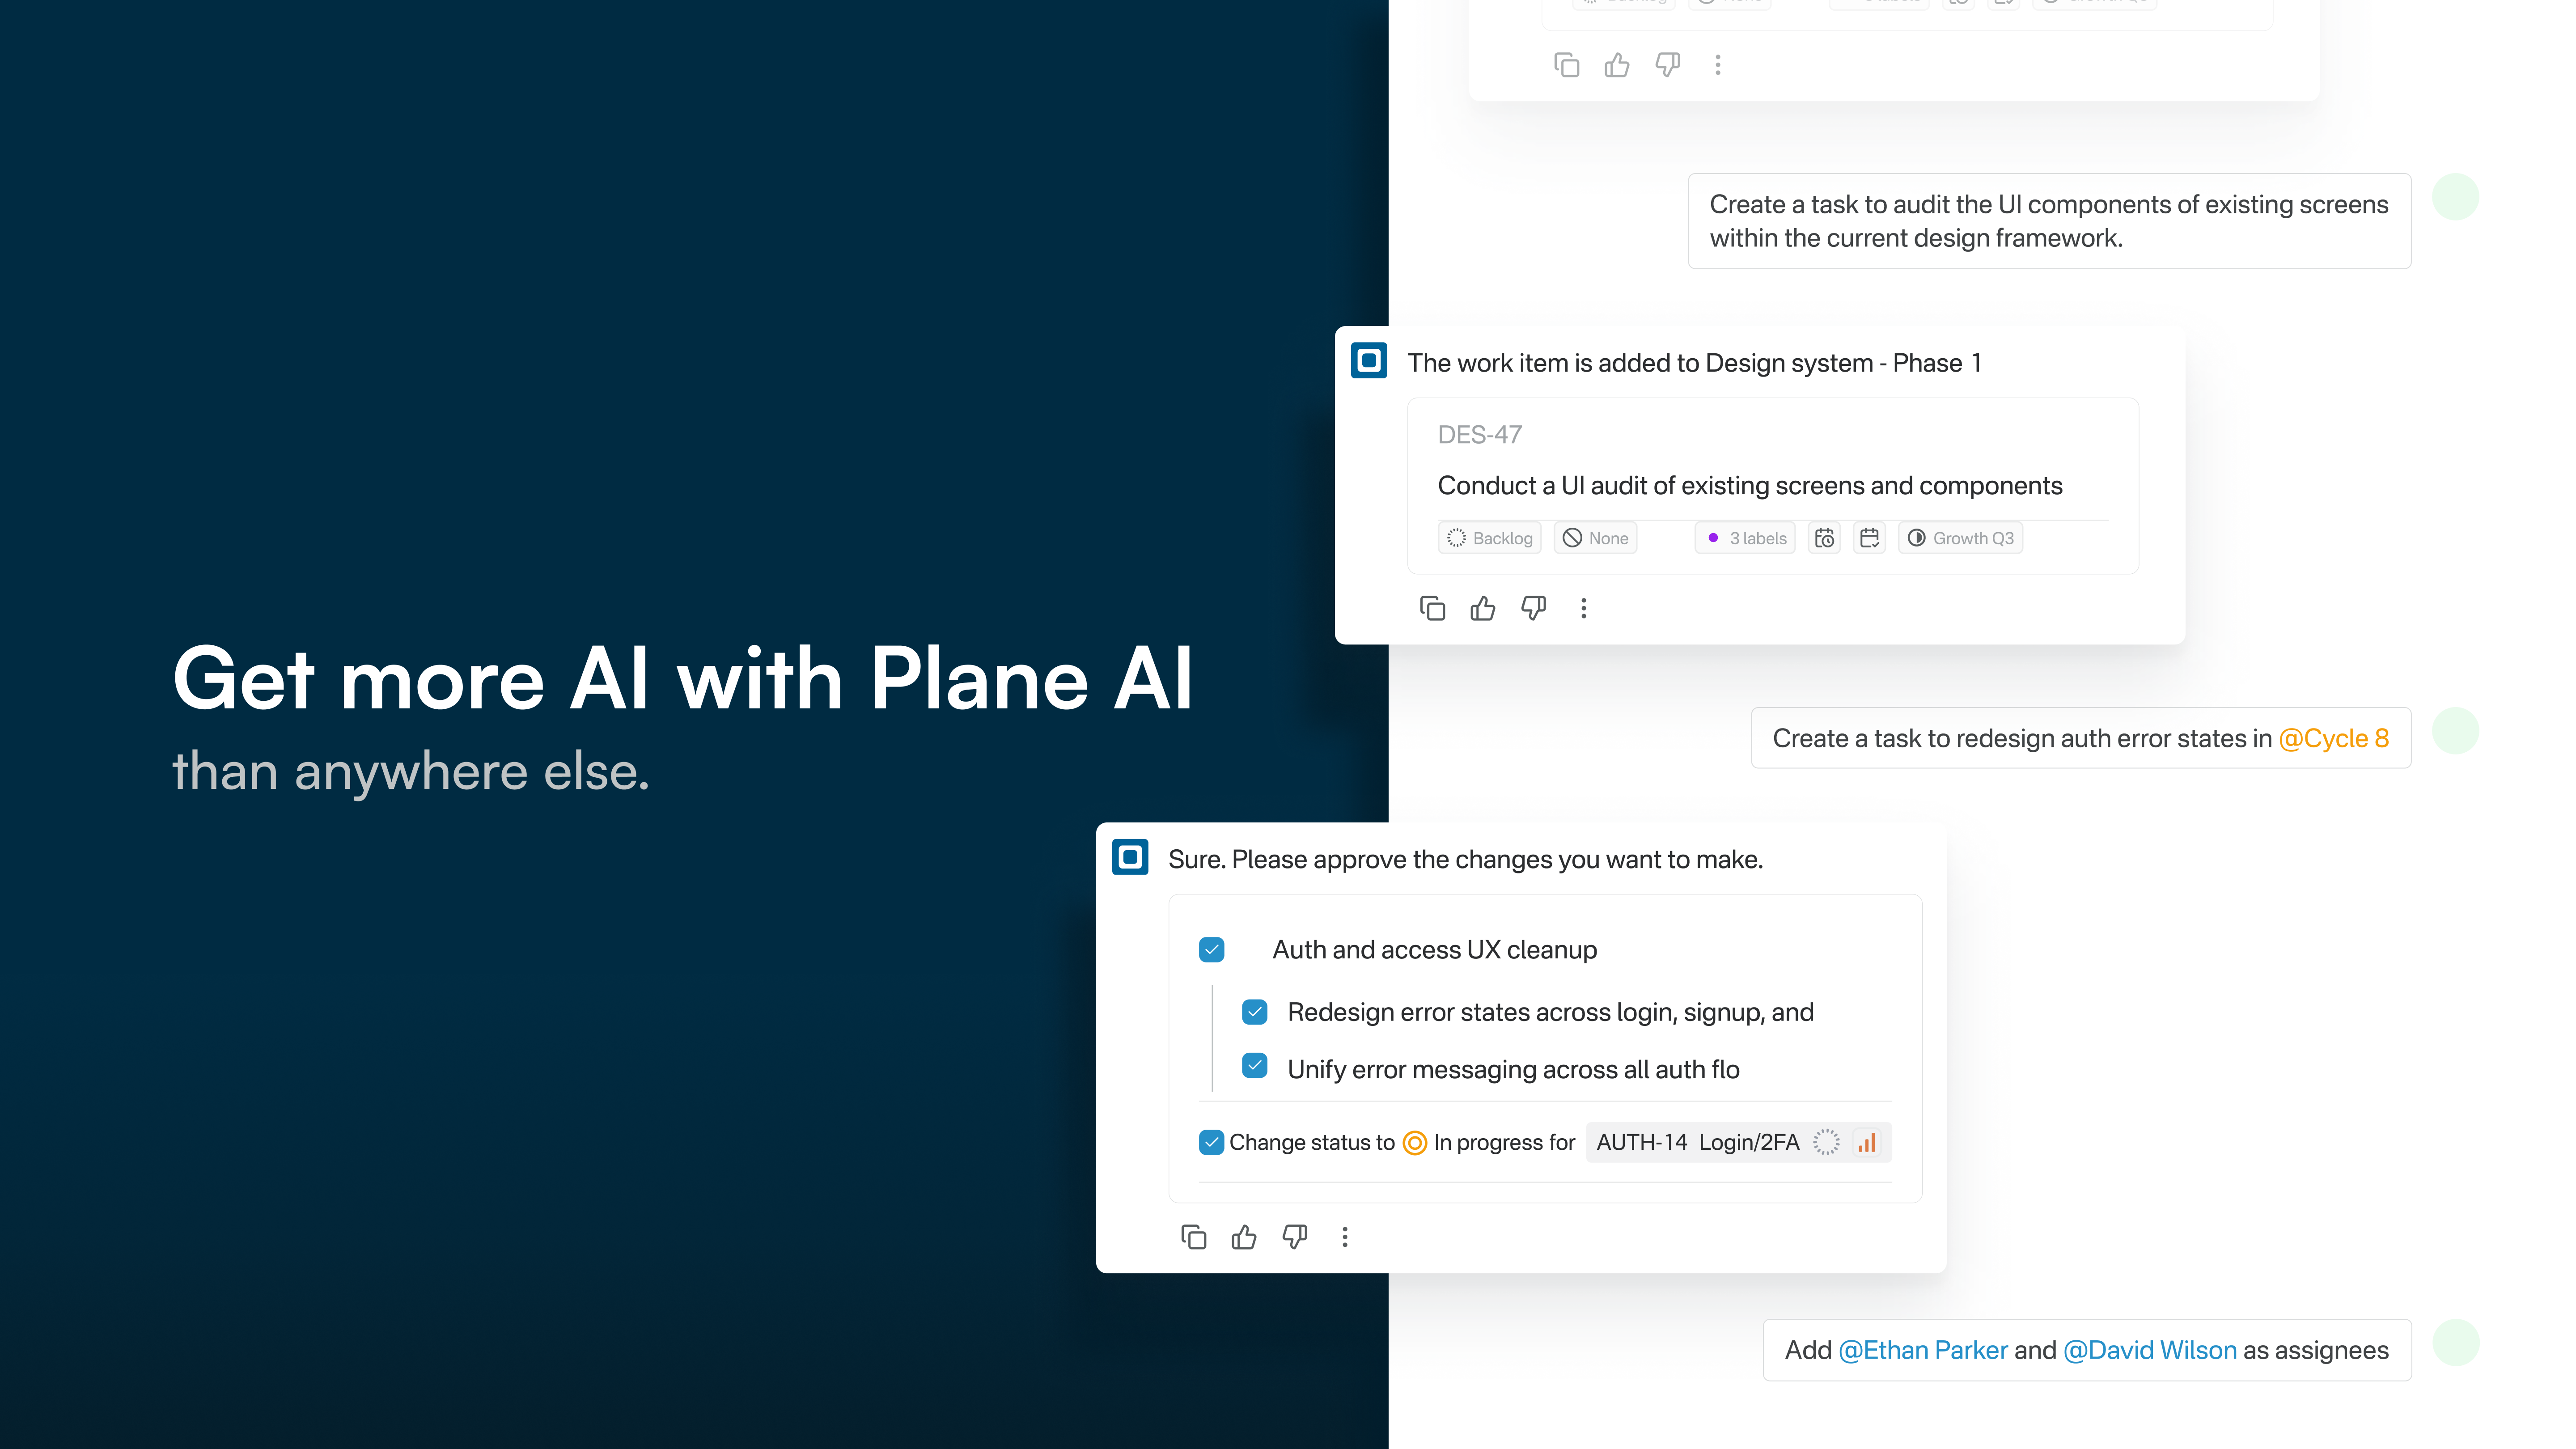 Get more AI with Plane AI
than anywhere else.
Create a task to audit the UI components of existing screens
within the current design framework.
The work item is added to Design system - Phase 1
DES-47
Conduct a UI audit of existing screens and components
Backlog None 3 labels Growth Q3
Create a task to redesign auth error states in @Cycle 8
Sure. Please approve the changes you want to make.
Auth and access UX cleanup
Redesign error states across login, signup, and
Unify error messaging across all auth flo
Change status to In progress for AUTH-14 Login/2FA
Add @Ethan Parker and @David Wilson as assignees